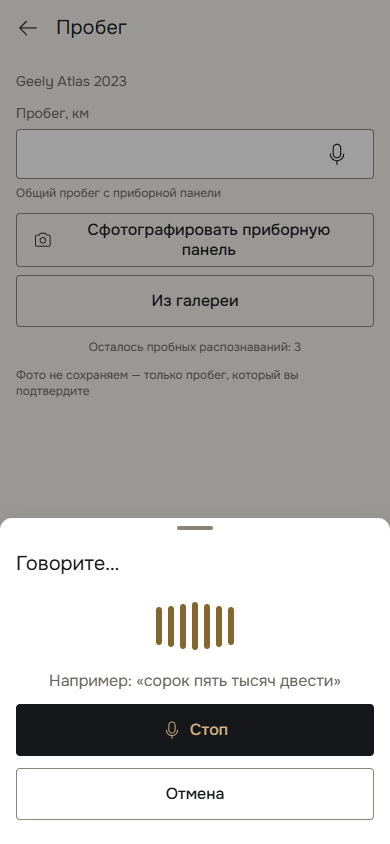 Пробег
Geely Atlas 2023
Пробег, км
Общий пробег с приборной панели
Сфотографировать приборную
панель
Из галереи
Осталось пробных распознаваний: 3
Фото не сохраняем — только пробег, который вы
подтвердите
Говорите...
Например: «сорок пять тысяч двести»
Стоп
Отмена